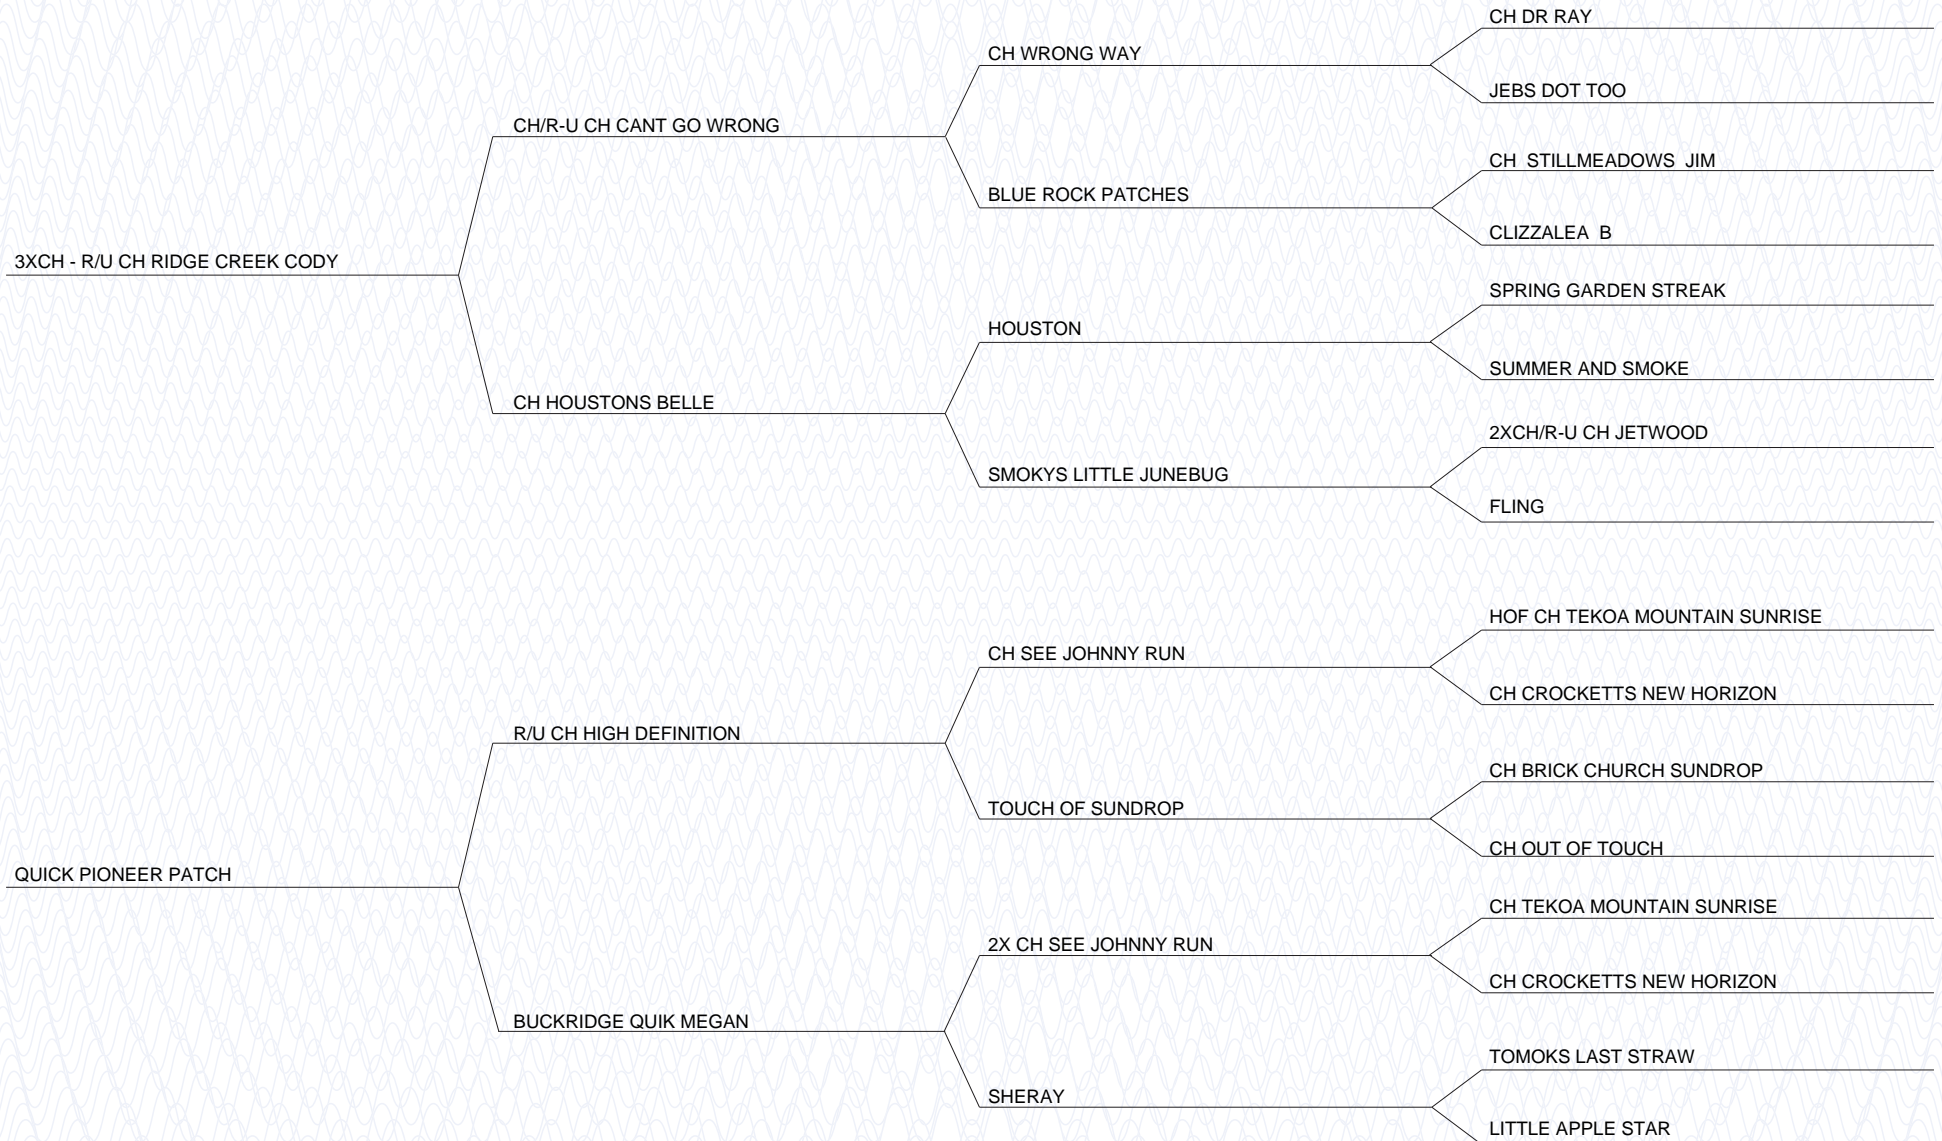 CH DR RAY
CH WRONG WAY
JEBS DOT TOO
CH/R-U CH CANT GO WRONG
CH  STILLMEADOWS  JIM
BLUE ROCK PATCHES
CLIZZALEA  B
3XCH - R/U CH RIDGE CREEK CODY
SPRING GARDEN STREAK
HOUSTON
SUMMER AND SMOKE
CH HOUSTONS BELLE
2XCH/R-U CH JETWOOD
SMOKYS LITTLE JUNEBUG
FLING
HOF CH TEKOA MOUNTAIN SUNRISE
CH SEE JOHNNY RUN
CH CROCKETTS NEW HORIZON
R/U CH HIGH DEFINITION
CH BRICK CHURCH SUNDROP
TOUCH OF SUNDROP
CH OUT OF TOUCH
QUICK PIONEER PATCH
CH TEKOA MOUNTAIN SUNRISE
2X CH SEE JOHNNY RUN
CH CROCKETTS NEW HORIZON
BUCKRIDGE QUIK MEGAN
TOMOKS LAST STRAW
SHERAY
LITTLE APPLE STAR